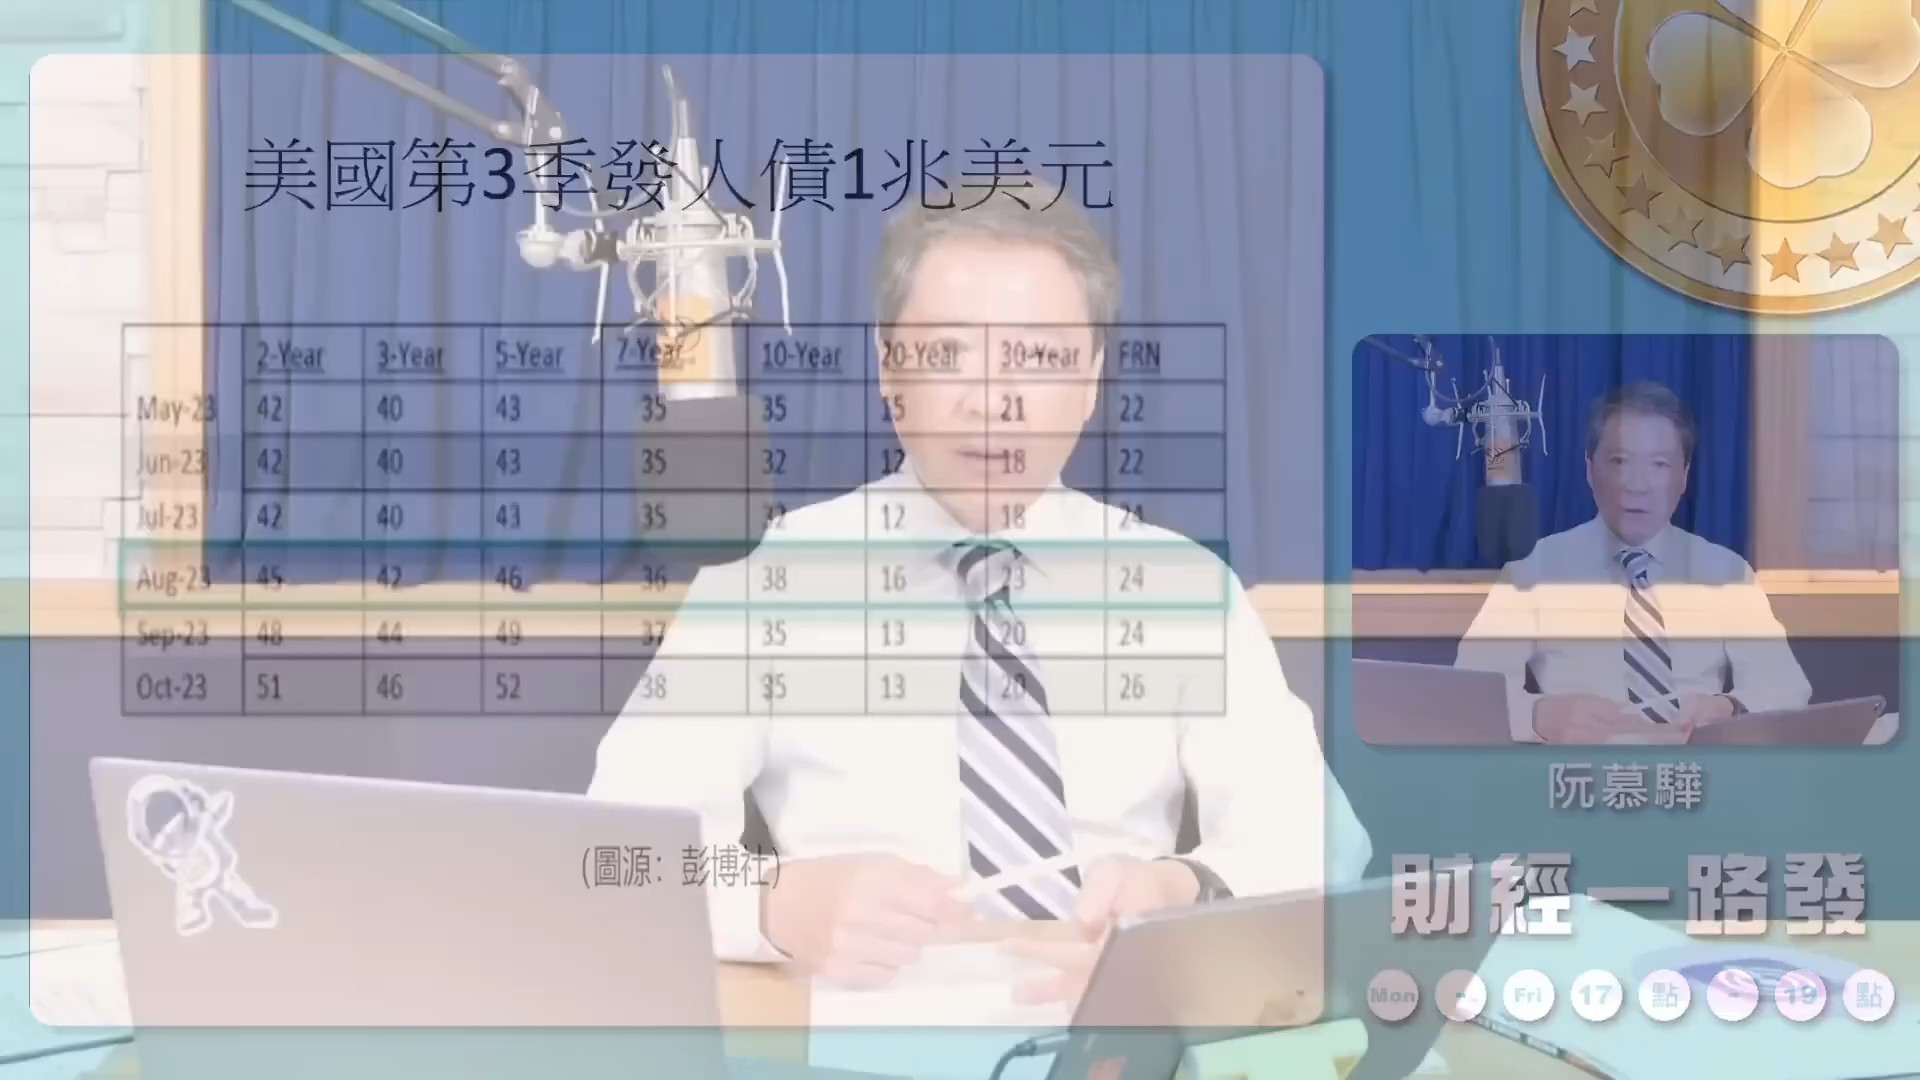 美國第3季發人債1兆美元
2-Year 3-Year 5-Year 7-Year 10-Year 20-Year 30-Year FRN
May-23 42 40 43 35 35 15 21 22
Jun-23 42 40 43 35 32 12 18 22
Jul-23 42 40 43 35 32 12 18 24
Aug-23 45 42 46 36 38 16 23 24
Sep-23 48 44 49 37 35 13 20 24
Oct-23 51 46 52 38 35 13 20 26
(圖源：彭博社)
阮慕驊
財經一路發
Mon - Fri 17 點 - 19 點